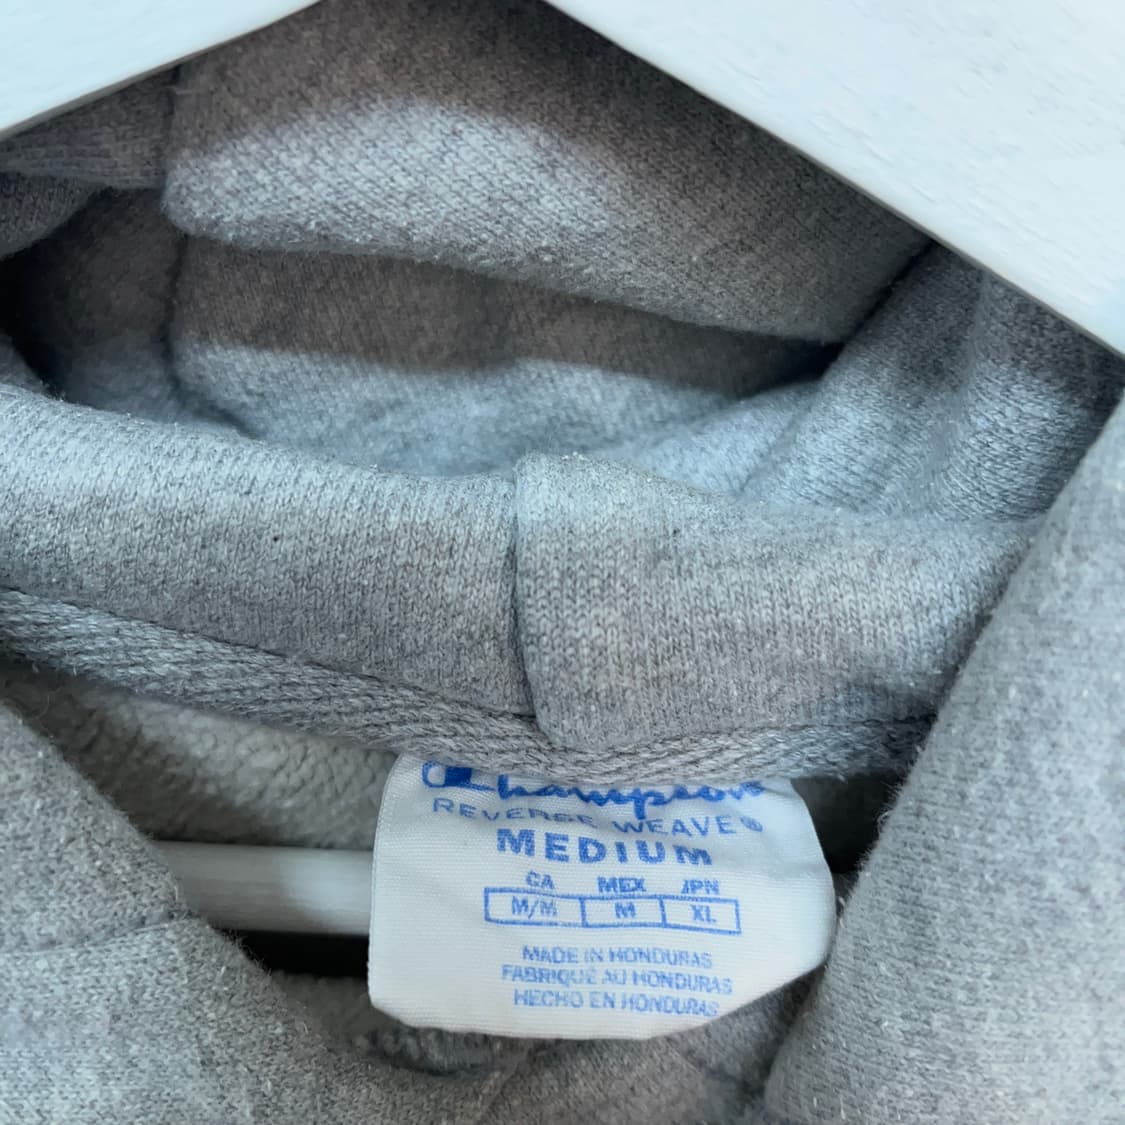 Champion
REVERSE WEAVE®
MEDIUM
CA MEX JPN
M/M M XL
MADE IN HONDURAS
FABRIQUÉ AU HONDURAS
HECHO EN HONDURAS